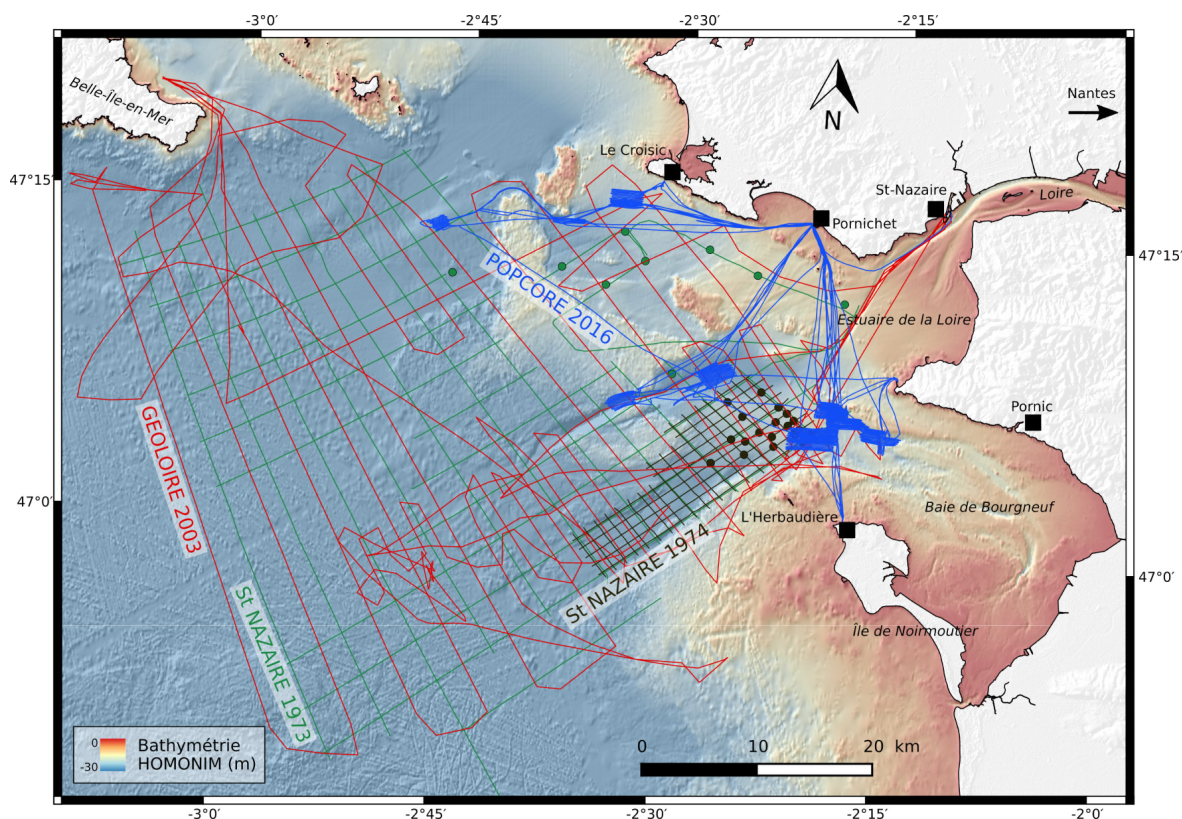 -3°0' -2°45' -2°30' -2°15'
Nantes
Belle-Île-en-Mer
N
Le Croisic
47°15'
St-Nazaire
Loire
Pornichet
47°15'
POPCORE 2016
Estuaire de la Loire
GEOLOIRE 2003
Pornic
47°0'
Baie de Bourgneuf
L'Herbaudière
St NAZAIRE 1974
47°0'
St NAZAIRE 1973
Île de Noirmoutier
0
-30
Bathymétrie
HOMONIM (m)
0 10 20 km
-3°0' -2°45' -2°30' -2°15' -2°0'